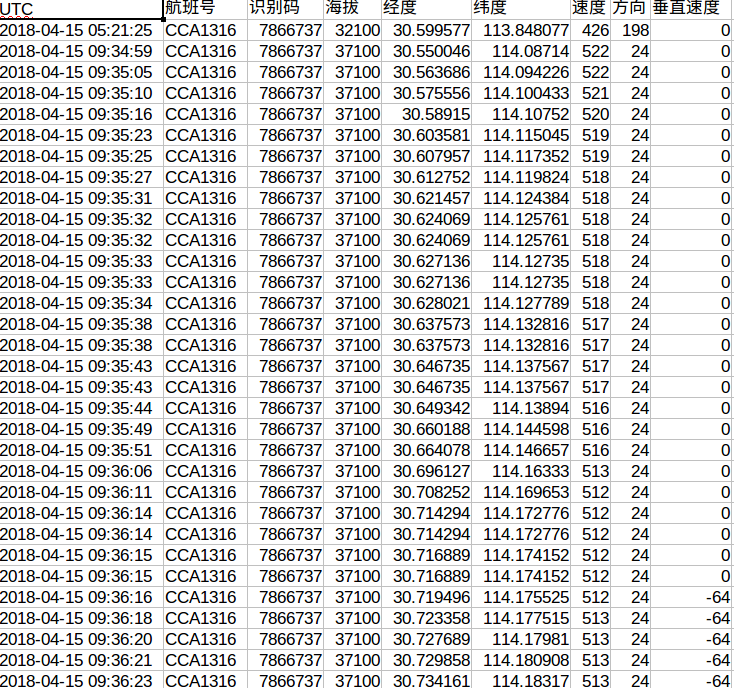 UTC 航班号 识别码 海拔 经度 纬度 速度 方向 垂直速度
2018-04-15 05:21:25 CCA1316 7866737 32100 30.599577 113.848077 426 198 0
2018-04-15 09:34:59 CCA1316 7866737 37100 30.550046 114.08714 522 24 0
2018-04-15 09:35:05 CCA1316 7866737 37100 30.563686 114.094226 522 24 0
2018-04-15 09:35:10 CCA1316 7866737 37100 30.575556 114.100433 521 24 0
2018-04-15 09:35:16 CCA1316 7866737 37100 30.58915 114.10752 520 24 0
2018-04-15 09:35:23 CCA1316 7866737 37100 30.603581 114.115045 519 24 0
2018-04-15 09:35:25 CCA1316 7866737 37100 30.607957 114.117352 519 24 0
2018-04-15 09:35:27 CCA1316 7866737 37100 30.612752 114.119824 518 24 0
2018-04-15 09:35:31 CCA1316 7866737 37100 30.621457 114.124384 518 24 0
2018-04-15 09:35:32 CCA1316 7866737 37100 30.624069 114.125761 518 24 0
2018-04-15 09:35:32 CCA1316 7866737 37100 30.624069 114.125761 518 24 0
2018-04-15 09:35:33 CCA1316 7866737 37100 30.627136 114.12735 518 24 0
2018-04-15 09:35:33 CCA1316 7866737 37100 30.627136 114.12735 518 24 0
2018-04-15 09:35:34 CCA1316 7866737 37100 30.628021 114.127789 518 24 0
2018-04-15 09:35:38 CCA1316 7866737 37100 30.637573 114.132816 517 24 0
2018-04-15 09:35:38 CCA1316 7866737 37100 30.637573 114.132816 517 24 0
2018-04-15 09:35:43 CCA1316 7866737 37100 30.646735 114.137567 517 24 0
2018-04-15 09:35:43 CCA1316 7866737 37100 30.646735 114.137567 517 24 0
2018-04-15 09:35:44 CCA1316 7866737 37100 30.649342 114.13894 516 24 0
2018-04-15 09:35:49 CCA1316 7866737 37100 30.660188 114.144598 516 24 0
2018-04-15 09:35:51 CCA1316 7866737 37100 30.664078 114.146657 516 24 0
2018-04-15 09:36:06 CCA1316 7866737 37100 30.696127 114.16333 513 24 0
2018-04-15 09:36:11 CCA1316 7866737 37100 30.708252 114.169653 512 24 0
2018-04-15 09:36:14 CCA1316 7866737 37100 30.714294 114.172776 512 24 0
2018-04-15 09:36:14 CCA1316 7866737 37100 30.714294 114.172776 512 24 0
2018-04-15 09:36:15 CCA1316 7866737 37100 30.716889 114.174152 512 24 0
2018-04-15 09:36:15 CCA1316 7866737 37100 30.716889 114.174152 512 24 0
2018-04-15 09:36:16 CCA1316 7866737 37100 30.719496 114.175525 512 24 -64
2018-04-15 09:36:18 CCA1316 7866737 37100 30.723358 114.177515 513 24 -64
2018-04-15 09:36:20 CCA1316 7866737 37100 30.727689 114.17981 513 24 -64
2018-04-15 09:36:21 CCA1316 7866737 37100 30.729858 114.180908 513 24 -64
2018-04-15 09:36:23 CCA1316 7866737 37100 30.734161 114.18317 513 24 -64